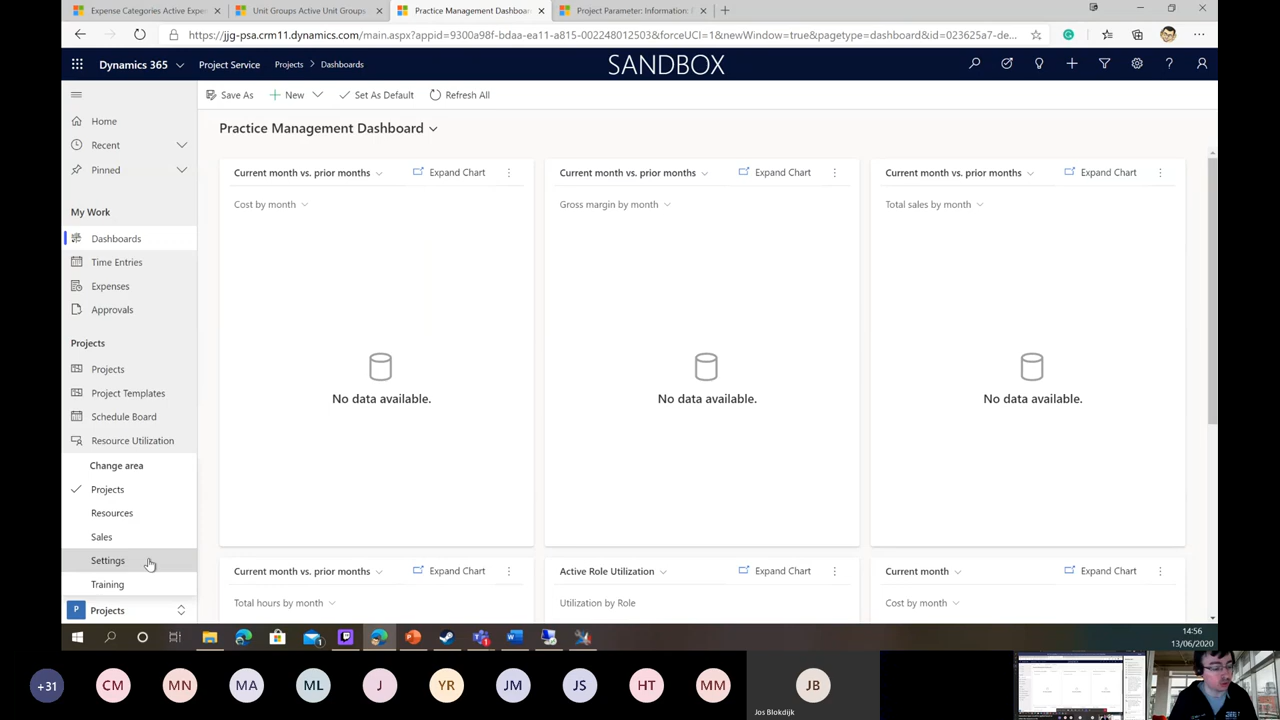 Expense Categories Active Exper
Unit Groups Active Unit Groups
Practice Management Dashboar
Project Parameter: Information: F
https://jjg-psa.crm11.dynamics.com/main.aspx?appid=9300a98f-bdaa-ea11-a815-002248012503&forceUCI=1&newWindow=true&pagetype=dashboard&id=023625a7-de...
Dynamics 365
Project Service
Projects > Dashboards
SANDBOX
Save As
New
Set As Default
Refresh All
Home
Recent
Pinned
My Work
Dashboards
Time Entries
Expenses
Approvals
Projects
Projects
Project Templates
Schedule Board
Resource Utilization
Change area
Projects
Resources
Sales
Settings
Training
P Projects
Practice Management Dashboard
Current month vs. prior months
Expand Chart
Cost by month
No data available.
Current month vs. prior months
Expand Chart
Gross margin by month
No data available.
Current month vs. prior months
Expand Chart
Total sales by month
No data available.
Current month vs. prior months
Expand Chart
Total hours by month
Active Role Utilization
Expand Chart
Utilization by Role
Current month
Expand Chart
Cost by month
14:56
13/06/2020
+31
CM
MN
MA
ML
J
R
JM
JS
HT
WM
JB
Jos Blokdijk